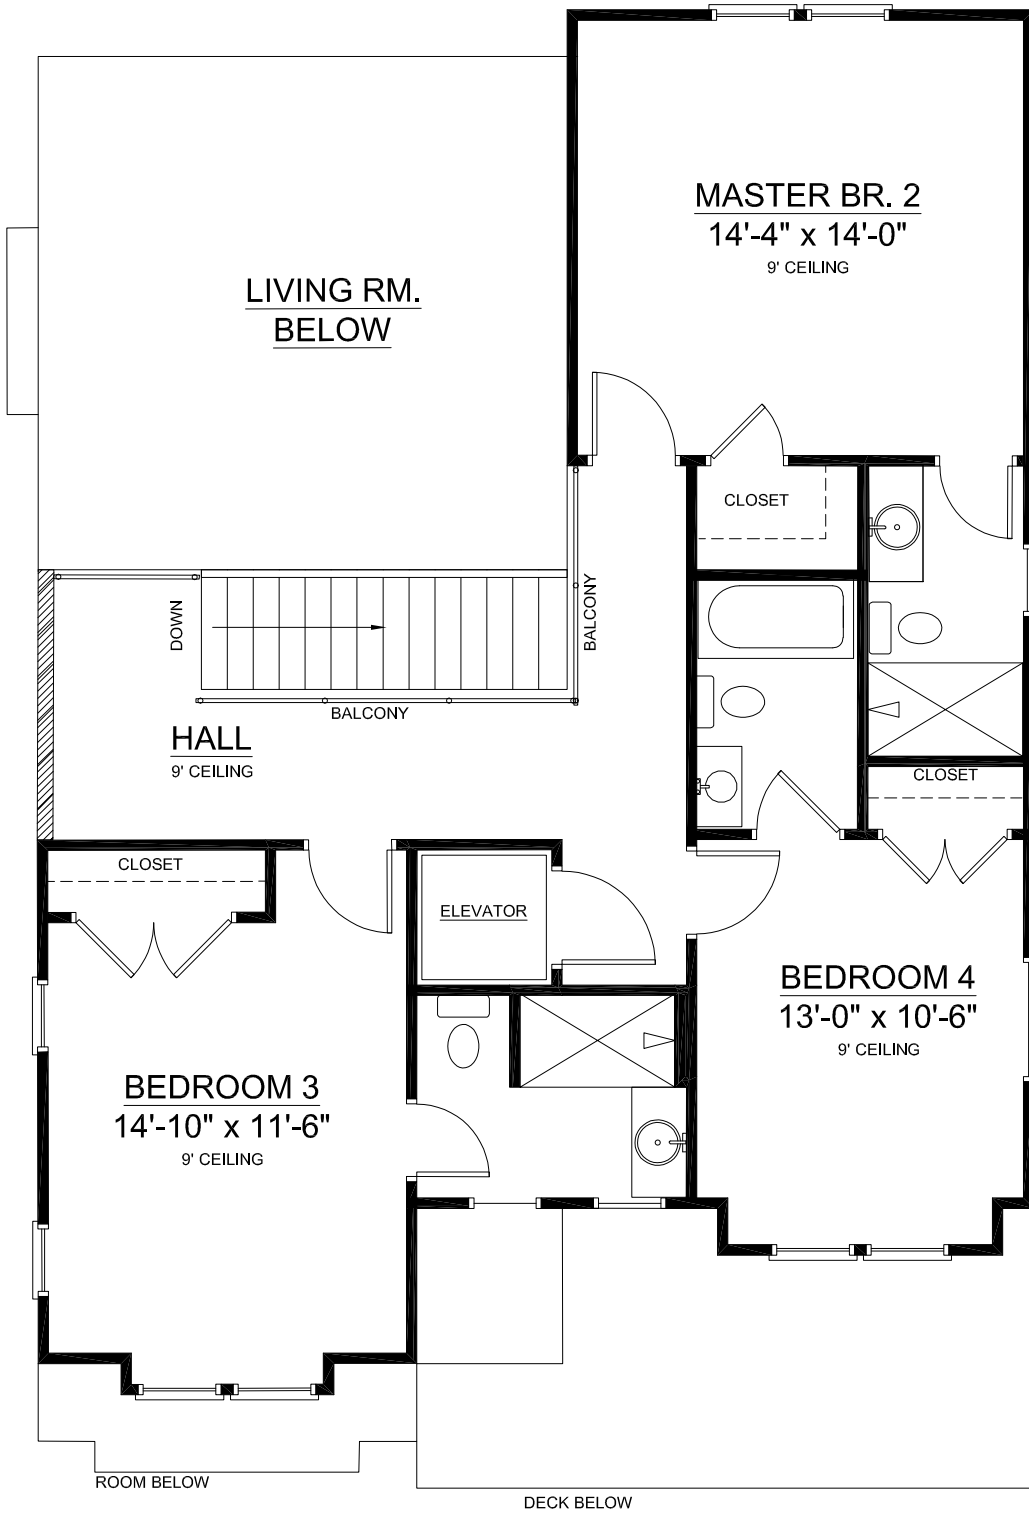 MASTER BR. 2
14'-4" x 14'-0"
9' CEILING
LIVING RM.
BELOW
CLOSET
DOWN
BALCONY
BALCONY
HALL
9' CEILING
CLOSET
CLOSET
ELEVATOR
BEDROOM 4
13'-0" x 10'-6"
9' CEILING
BEDROOM 3
14'-10" x 11'-6"
9' CEILING
ROOM BELOW
DECK BELOW